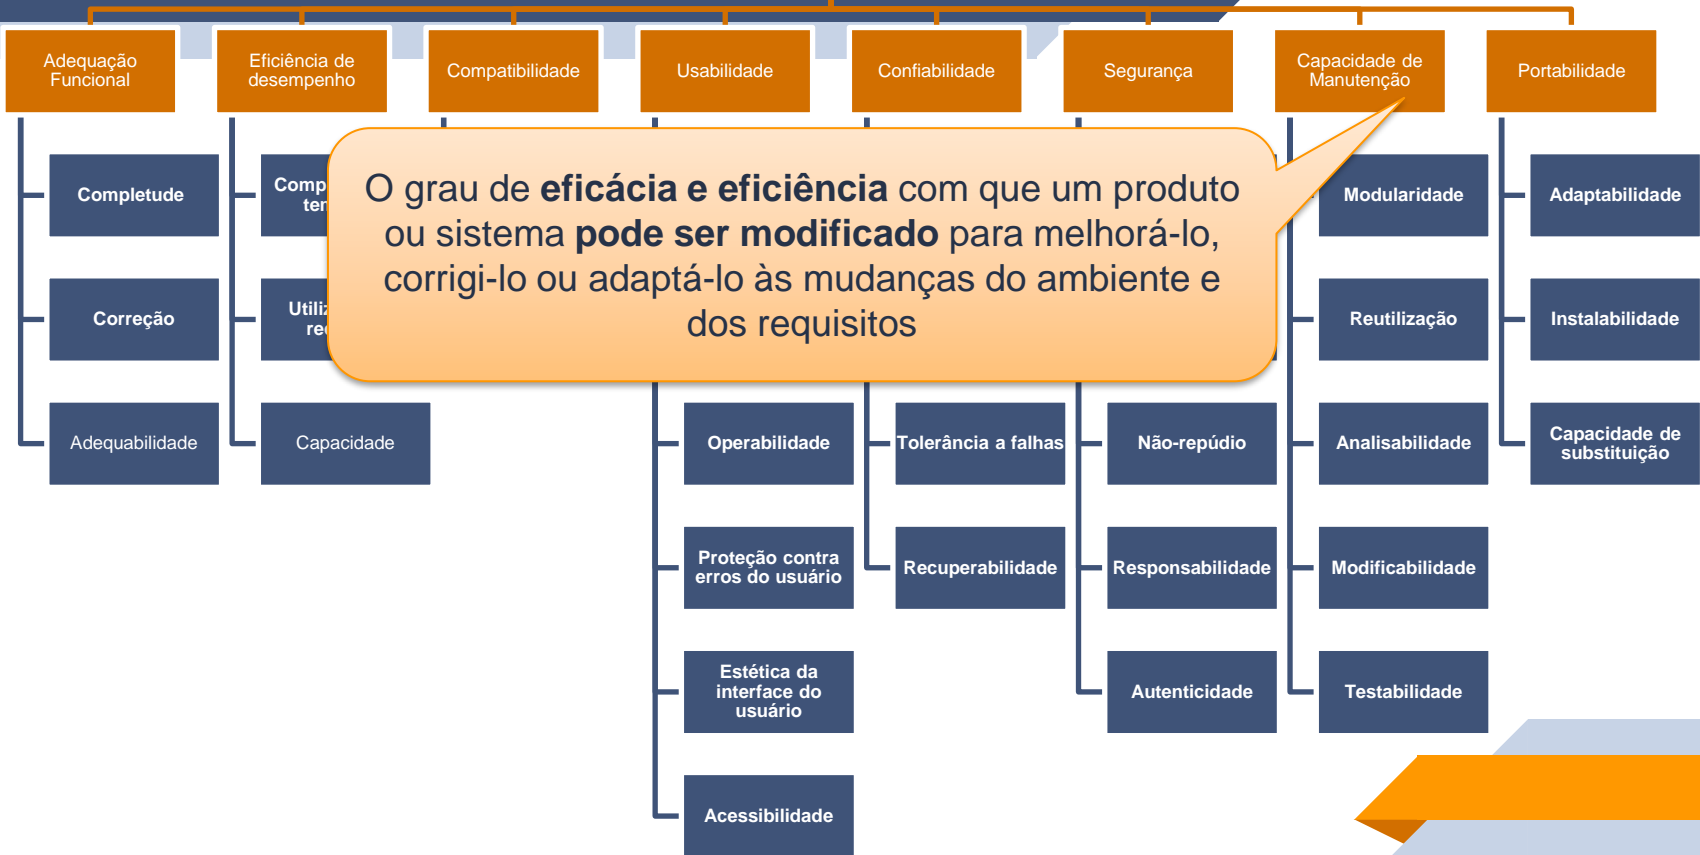 Adequação
Funcional
Eficiência de
desempenho
Compatibilidade
Usabilidade
Confiabilidade
Segurança
Capacidade de
Manutenção
Portabilidade
O grau de eficácia e eficiência com que um produto
ou sistema pode ser modificado para melhorá-lo,
corrigi-lo ou adaptá-lo às mudanças do ambiente e
dos requisitos
Completude
Correção
Adequabilidade
Capacidade
Operabilidade
Proteção contra
erros do usuário
Estética da
interface do
usuário
Acessibilidade
Tolerância a falhas
Recuperabilidade
Não-repúdio
Responsabilidade
Autenticidade
Modularidade
Reutilização
Analisabilidade
Modificabilidade
Testabilidade
Adaptabilidade
Instalabilidade
Capacidade de
substituição